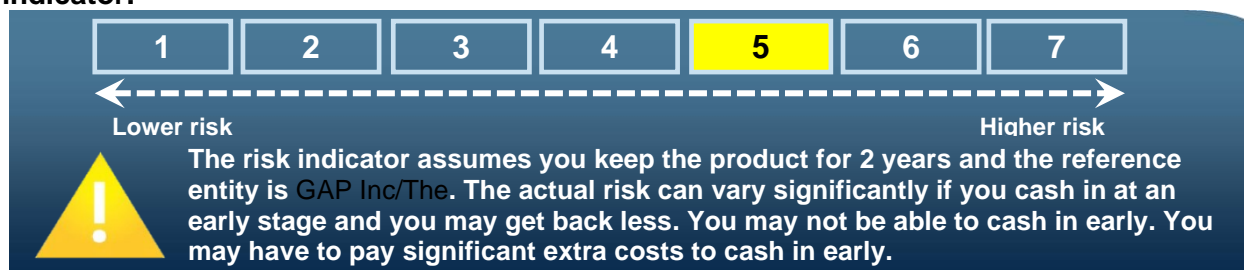 indicator:
1 2 3 4 5 6 7
Lower risk Higher risk
The risk indicator assumes you keep the product for 2 years and the reference
entity is GAP Inc/The. The actual risk can vary significantly if you cash in at an
early stage and you may get back less. You may not be able to cash in early. You
may have to pay significant extra costs to cash in early.